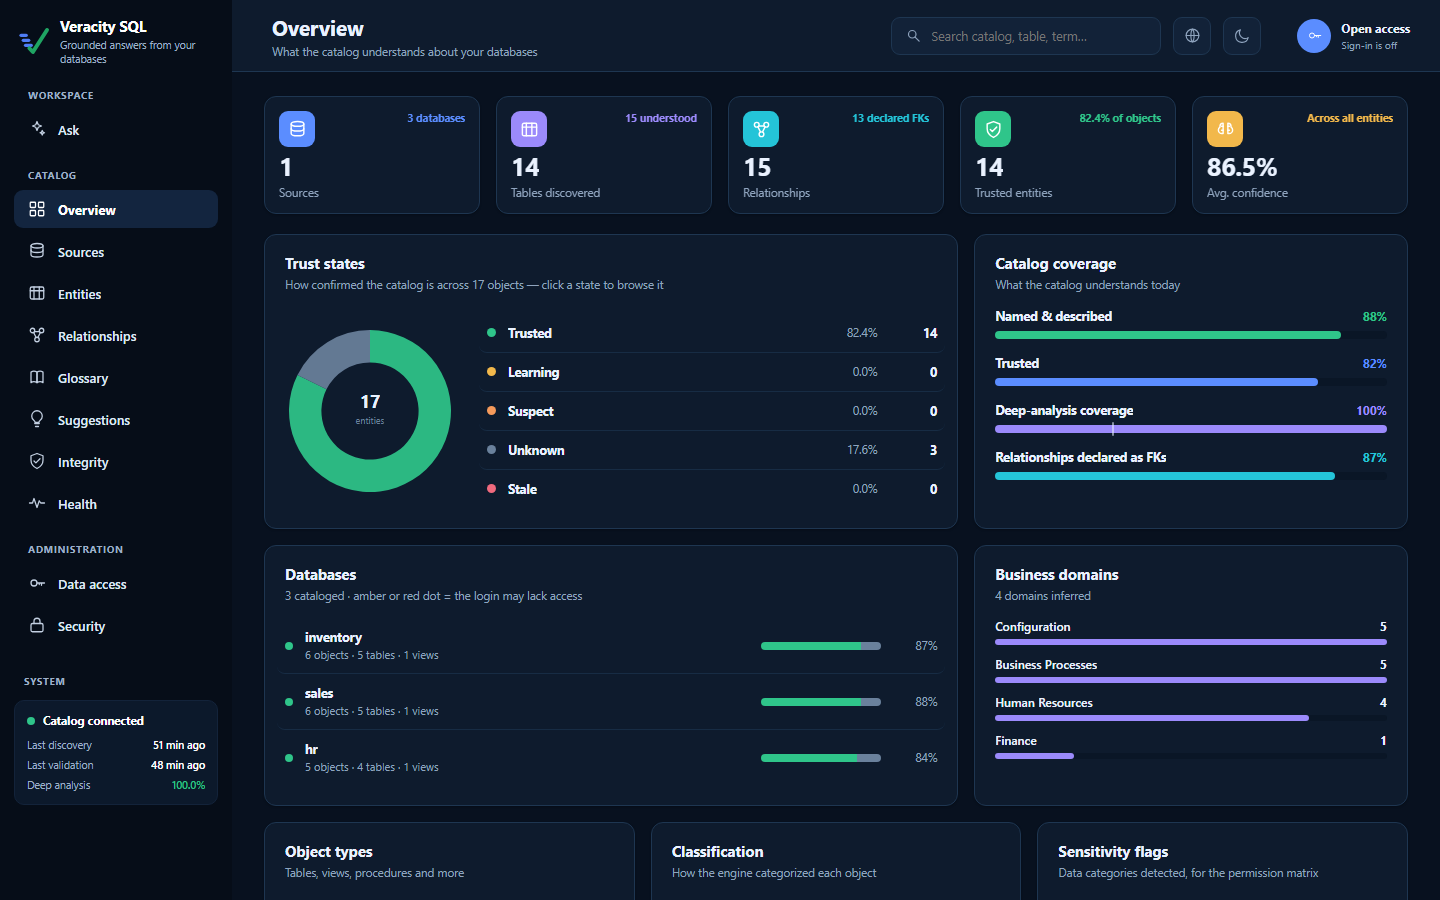 Veracity SQL
Grounded answers from your
databases
WORKSPACE
Ask
CATALOG
Overview
Sources
Entities
Relationships
Glossary
Suggestions
Integrity
Health
ADMINISTRATION
Data access
Security
SYSTEM
Catalog connected
Last discovery 51 min ago
Last validation 48 min ago
Deep analysis 100.0%
Overview
What the catalog understands about your databases
Search catalog, table, term...
Open access
Sign-in is off
3 databases
1
Sources
15 understood
14
Tables discovered
13 declared FKs
15
Relationships
82.4% of objects
14
Trusted entities
Across all entities
86.5%
Avg. confidence
Trust states
How confirmed the catalog is across 17 objects — click a state to browse it
17
entities
Trusted 82.4% 14
Learning 0.0% 0
Suspect 0.0% 0
Unknown 17.6% 3
Stale 0.0% 0
Catalog coverage
What the catalog understands today
Named & described 88%
Trusted 82%
Deep-analysis coverage 100%
Relationships declared as FKs 87%
Databases
3 cataloged · amber or red dot = the login may lack access
inventory
6 objects · 5 tables · 1 views
87%
sales
6 objects · 5 tables · 1 views
88%
hr
5 objects · 4 tables · 1 views
84%
Business domains
4 domains inferred
Configuration 5
Business Processes 5
Human Resources 4
Finance 1
Object types
Tables, views, procedures and more
Classification
How the engine categorized each object
Sensitivity flags
Data categories detected, for the permission matrix